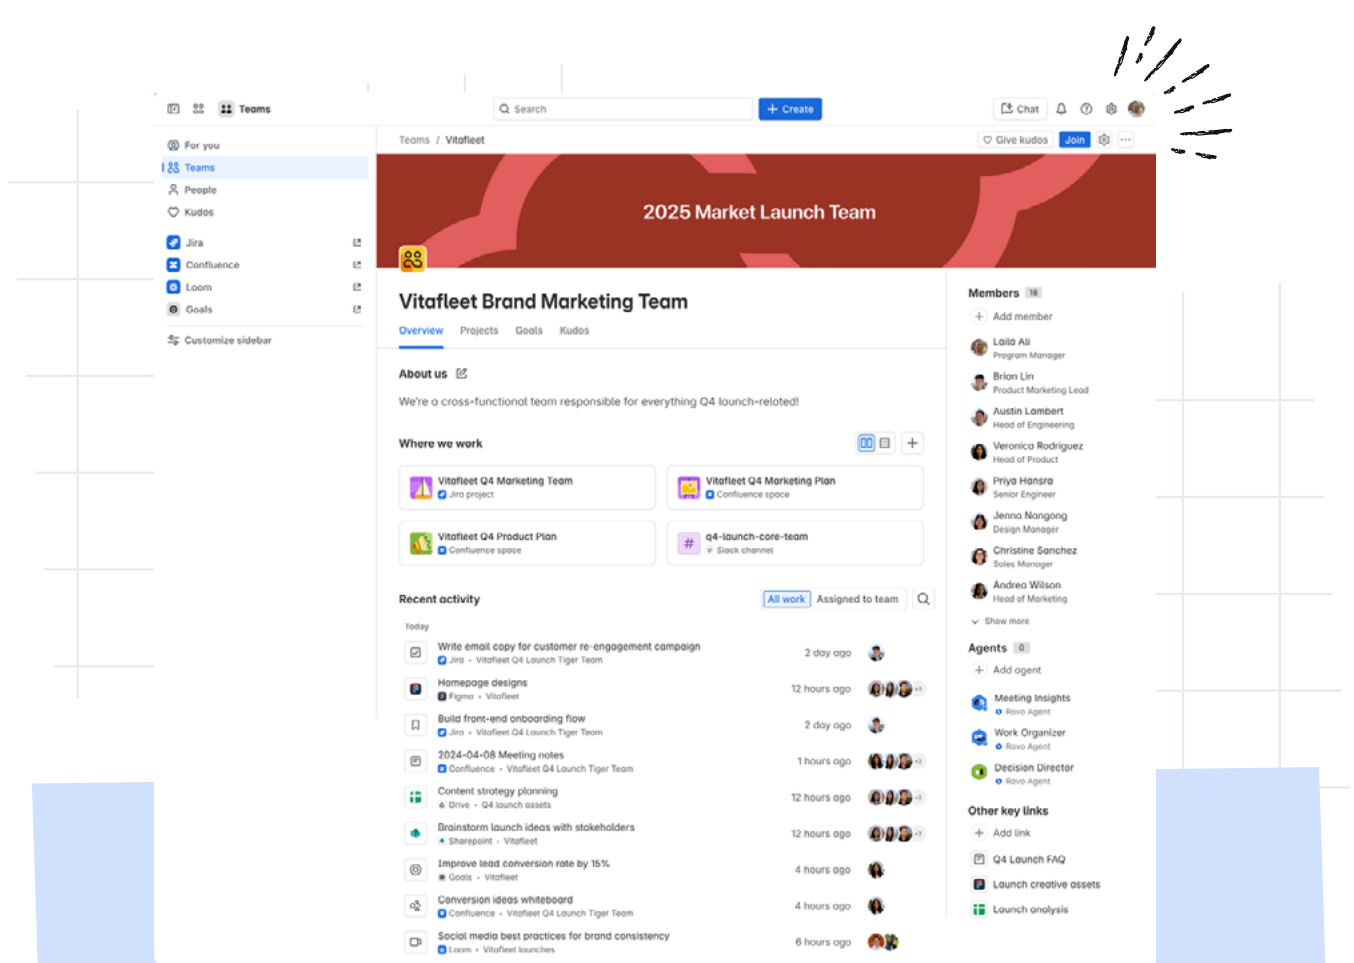 Teams
Search
+ Create
Chat
For you
Teams
People
Kudos
Jira
Confluence
Loom
Goals
Customize sidebar
Teams / Vitafleet
Give kudos
Join
2025 Market Launch Team
Vitafleet Brand Marketing Team
Overview Projects Goals Kudos
About us
We're a cross-functional team responsible for everything Q4 launch-related!
Where we work
Vitafleet Q4 Marketing Team
Jira project
Vitafleet Q4 Marketing Plan
Confluence space
Vitafleet Q4 Product Plan
Confluence space
#
q4-launch-core-team
Slack channel
Recent activity
All work Assigned to team
Today
Write email copy for customer re-engagement campaign
Jira • Vitafleet Q4 Launch Tiger Team
2 day ago
Homepage designs
Figma • Vitafleet
12 hours ago
+3
Build front-end onboarding flow
Jira • Vitafleet Q4 Launch Tiger Team
2 day ago
2024-04-08 Meeting notes
Confluence • Vitafleet Q4 Launch Tiger Team
1 hours ago
+3
Content strategy planning
Drive • Q4 launch assets
12 hours ago
+3
Brainstorm launch ideas with stakeholders
Sharepoint • Vitafleet
12 hours ago
+3
Improve lead conversion rate by 15%
Goals • Vitafleet
4 hours ago
Conversion ideas whiteboard
Confluence • Vitafleet Q4 Launch Tiger Team
4 hours ago
Social media best practices for brand consistency
Loom • Vitafleet launches
6 hours ago
Members 18
+ Add member
Laila Ali
Program Manager
Brian Lin
Product Marketing Lead
Austin Lambert
Head of Engineering
Veronica Rodriguez
Head of Product
Priya Hansra
Senior Engineer
Jenna Nangong
Design Manager
Christine Sanchez
Sales Manager
Andrea Wilson
Head of Marketing
Show more
Agents 0
+ Add agent
Meeting Insights
Rovo Agent
Work Organizer
Rovo Agent
Decision Director
Rovo Agent
Other key links
+ Add link
Q4 Launch FAQ
Launch creative assets
Launch analysis